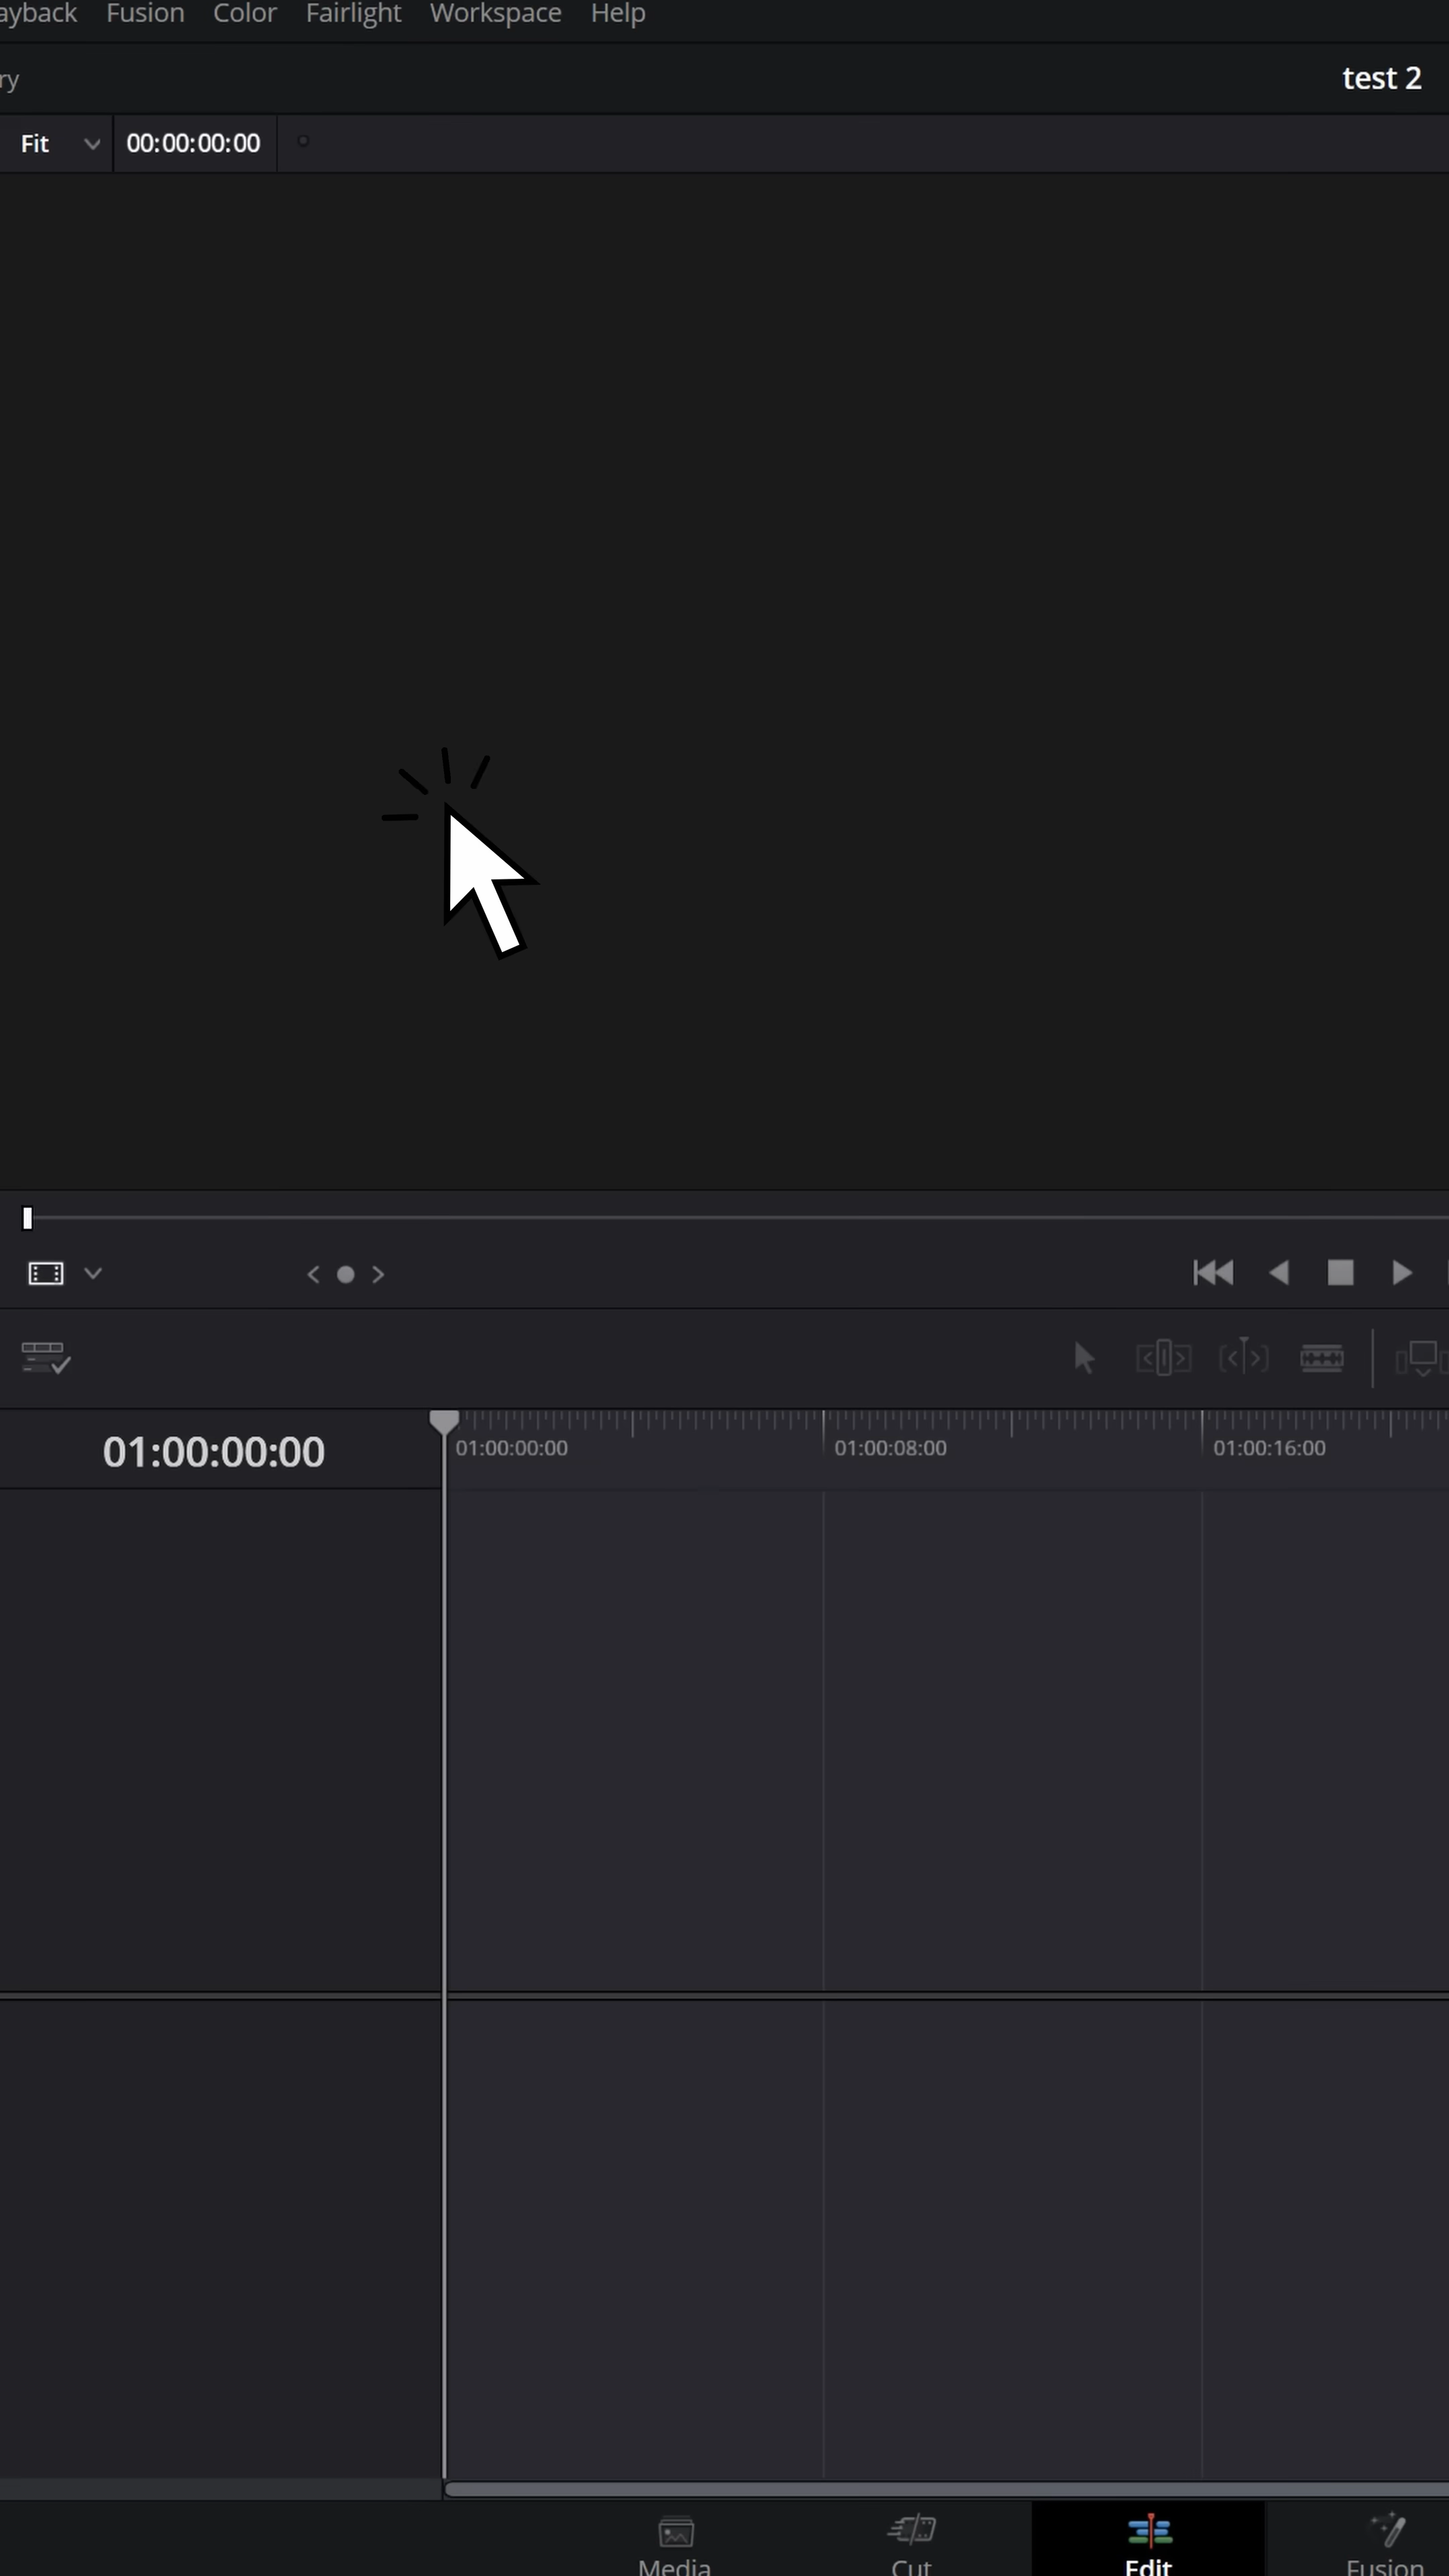 ayback Fusion Color Fairlight Workspace Help
ry test 2
Fit 00:00:00:00
01:00:00:00 01:00:00:00 01:00:08:00 01:00:16:00
Media Cut Edit Fusion